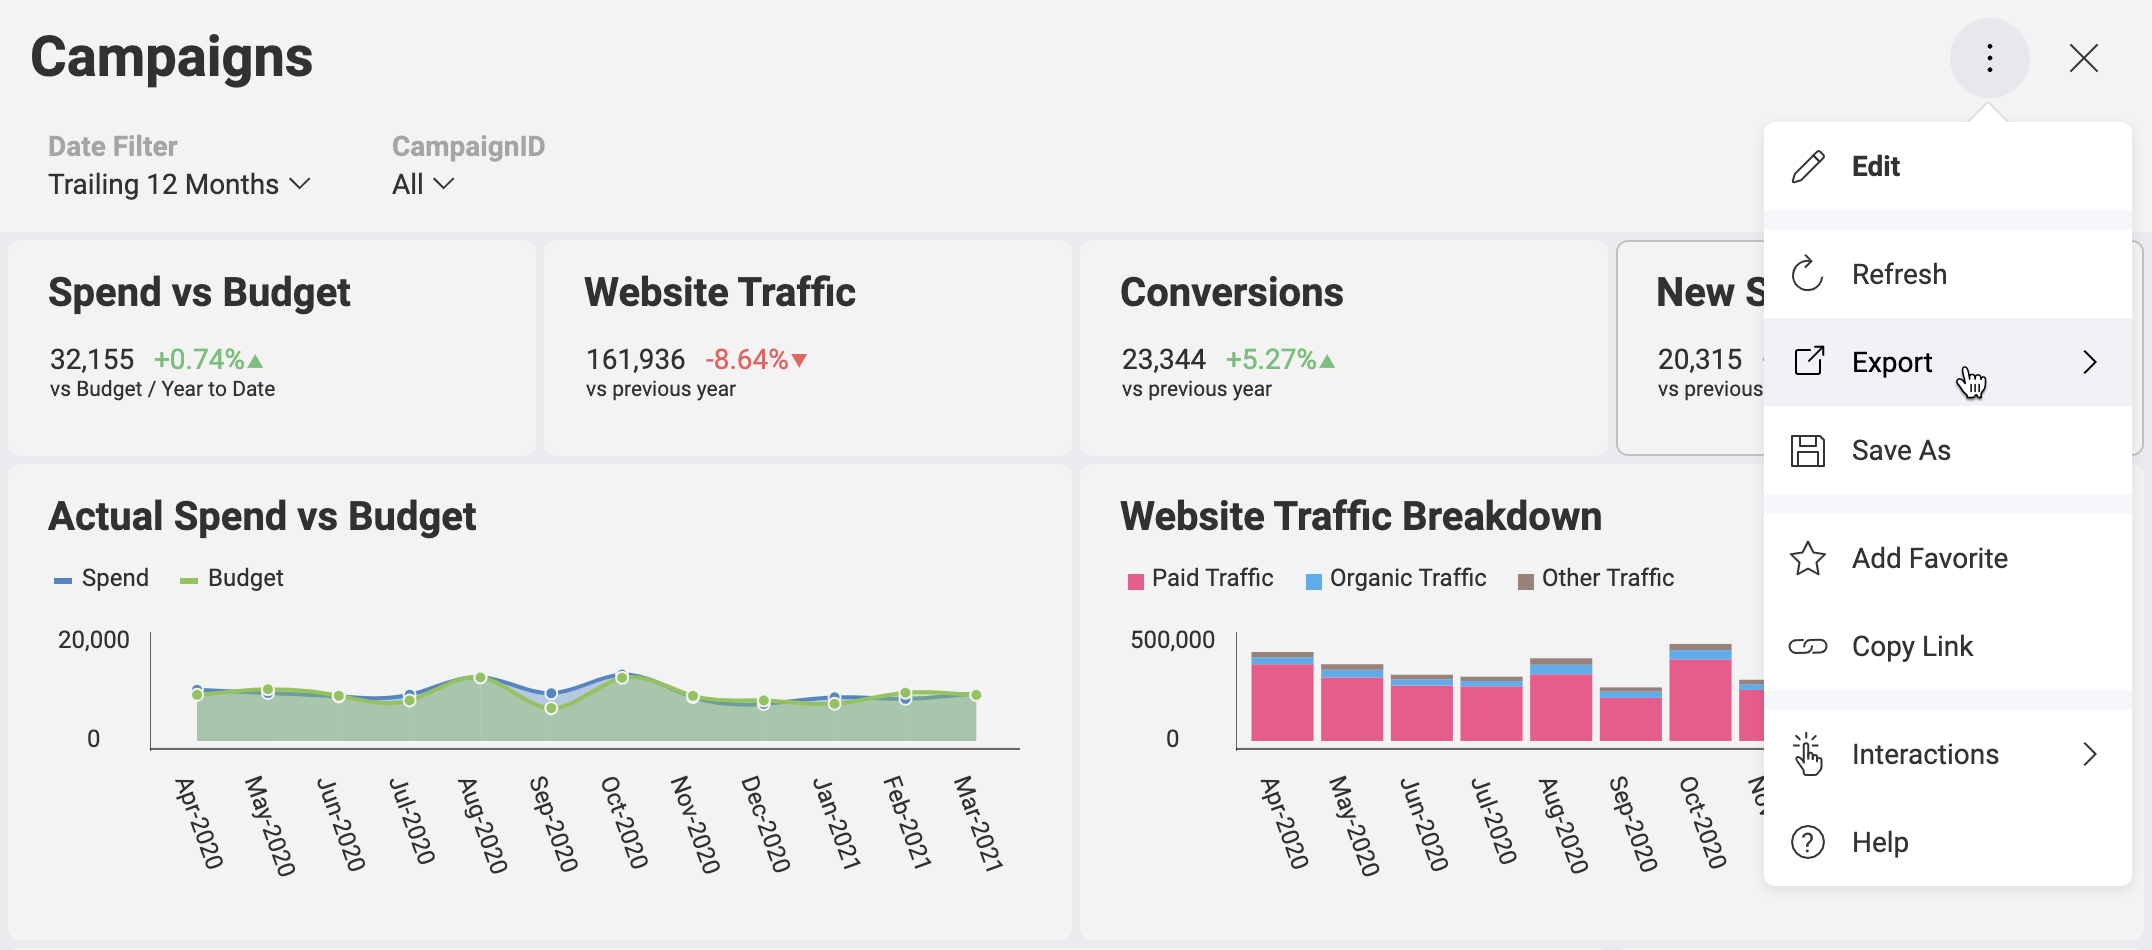 Campaigns
Date Filter
CampaignID
Trailing 12 Months
All
Spend vs Budget
32,155 +0.74%▲
vs Budget / Year to Date
Website Traffic
161,936 -8.64%▼
vs previous year
Conversions
23,344 +5.27%▲
vs previous year
New
20,315
vs previous
Actual Spend vs Budget
Spend
Budget
20,000
0
Apr-2020
May-2020
Jun-2020
Jul-2020
Aug-2020
Sep-2020
Oct-2020
Nov-2020
Dec-2020
Jan-2021
Feb-2021
Mar-2021
Website Traffic Breakdown
Paid Traffic
Organic Traffic
Other Traffic
500,000
0
Apr-2020
May-2020
Jun-2020
Jul-2020
Aug-2020
Sep-2020
Oct-2020
Edit
Refresh
Export
Save As
Add Favorite
Copy Link
Interactions
Help